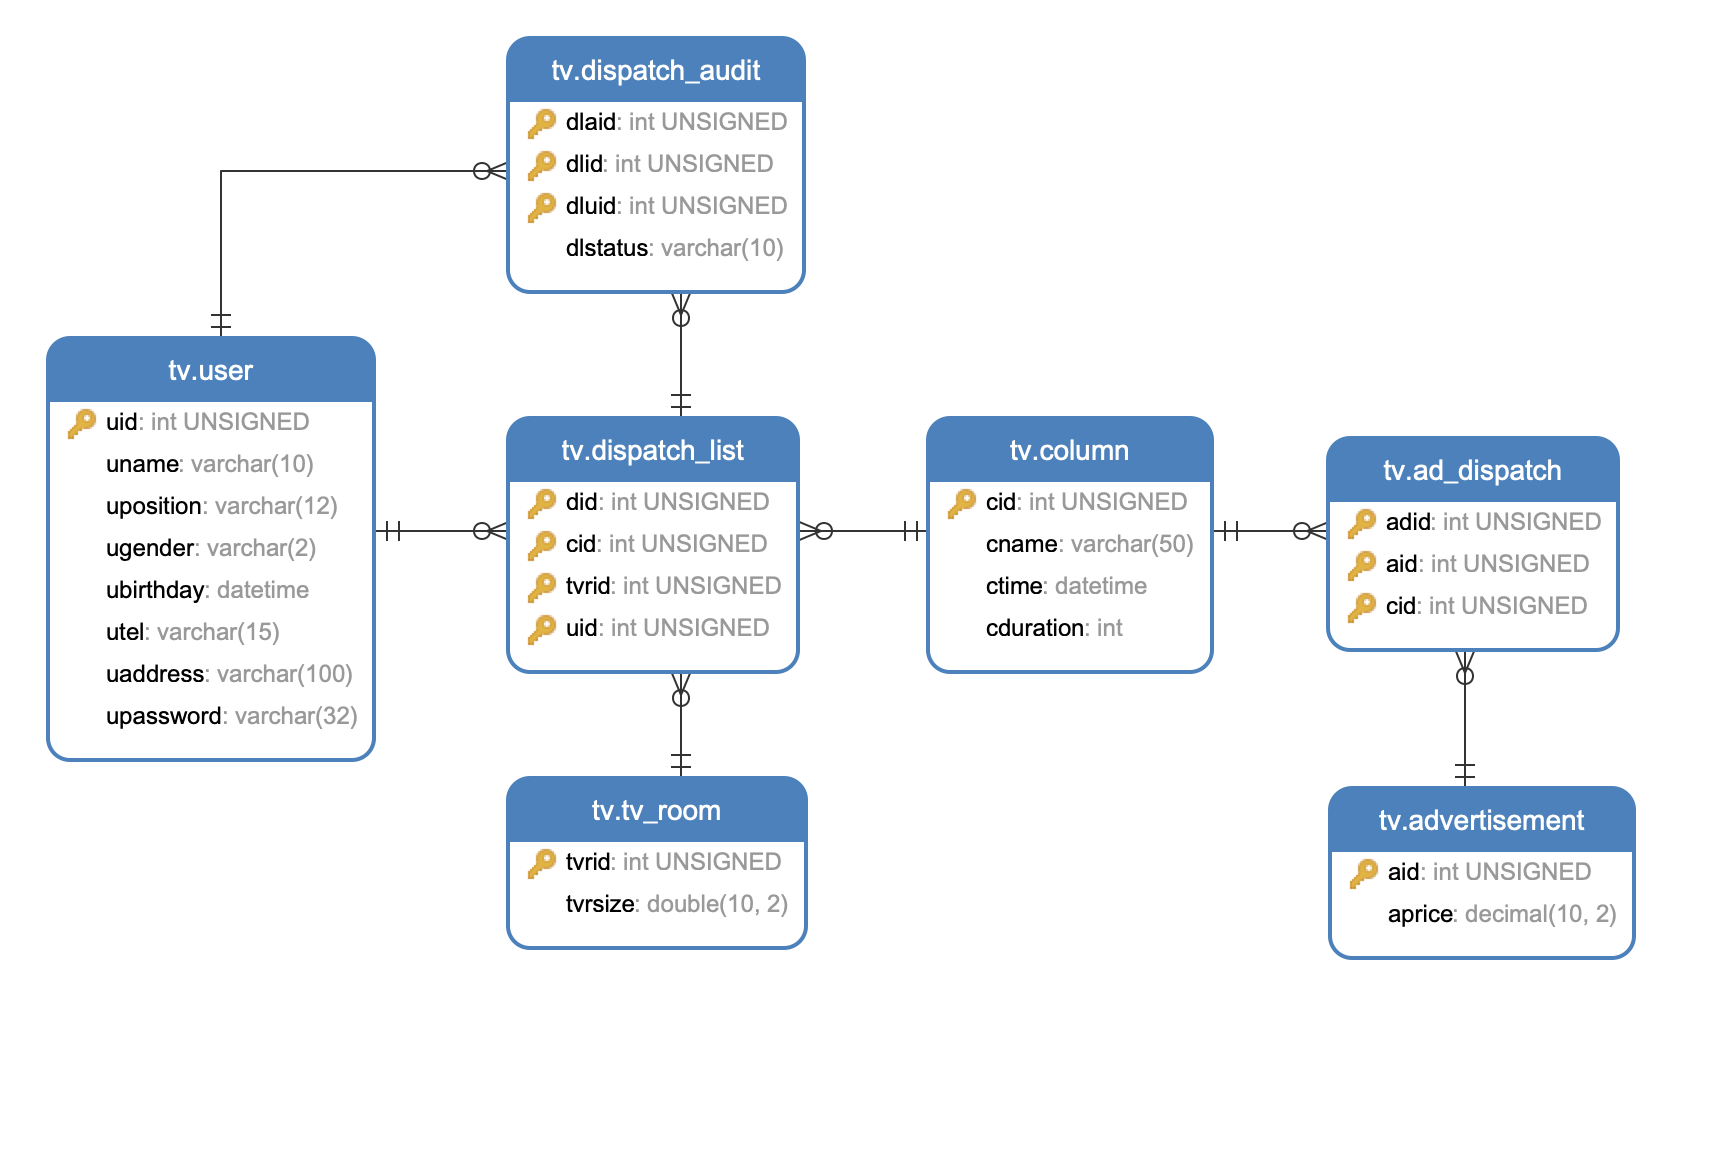 tv.dispatch_audit
dlaid: int UNSIGNED
dlid: int UNSIGNED
dluid: int UNSIGNED
dlstatus: varchar(10)
tv.user
uid: int UNSIGNED
uname: varchar(10)
uposition: varchar(12)
ugender: varchar(2)
ubirthday: datetime
utel: varchar(15)
uaddress: varchar(100)
upassword: varchar(32)
tv.dispatch_list
did: int UNSIGNED
cid: int UNSIGNED
tvrid: int UNSIGNED
uid: int UNSIGNED
tv.column
cid: int UNSIGNED
cname: varchar(50)
ctime: datetime
cduration: int
tv.ad_dispatch
adid: int UNSIGNED
aid: int UNSIGNED
cid: int UNSIGNED
tv.tv_room
tvrid: int UNSIGNED
tvrsize: double(10, 2)
tv.advertisement
aid: int UNSIGNED
aprice: decimal(10, 2)